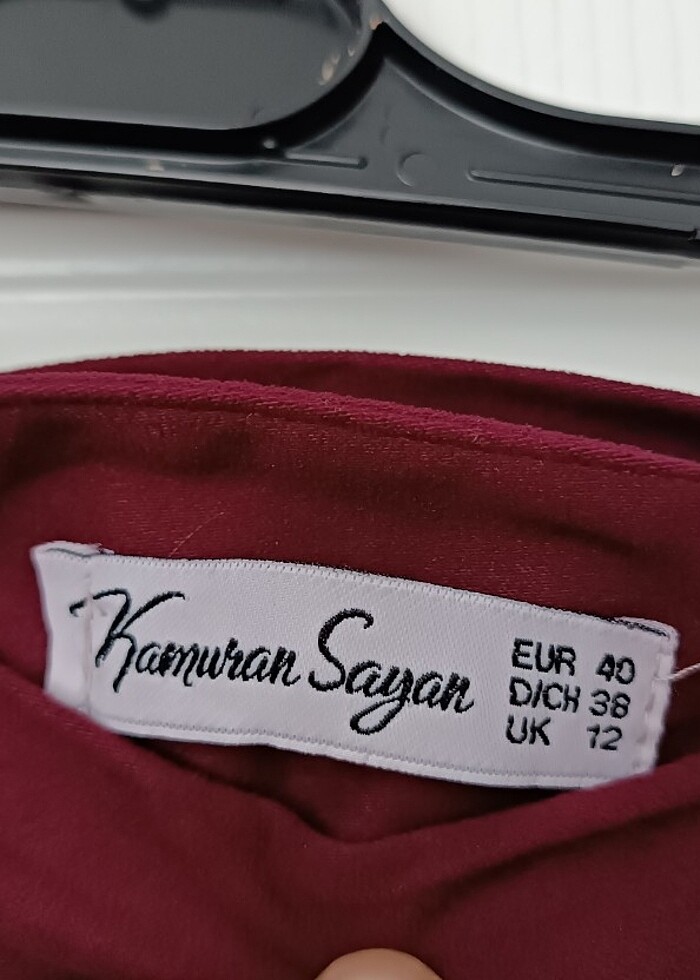 Kamuran Sayan
EUR 40
D/CH 38
UK 12